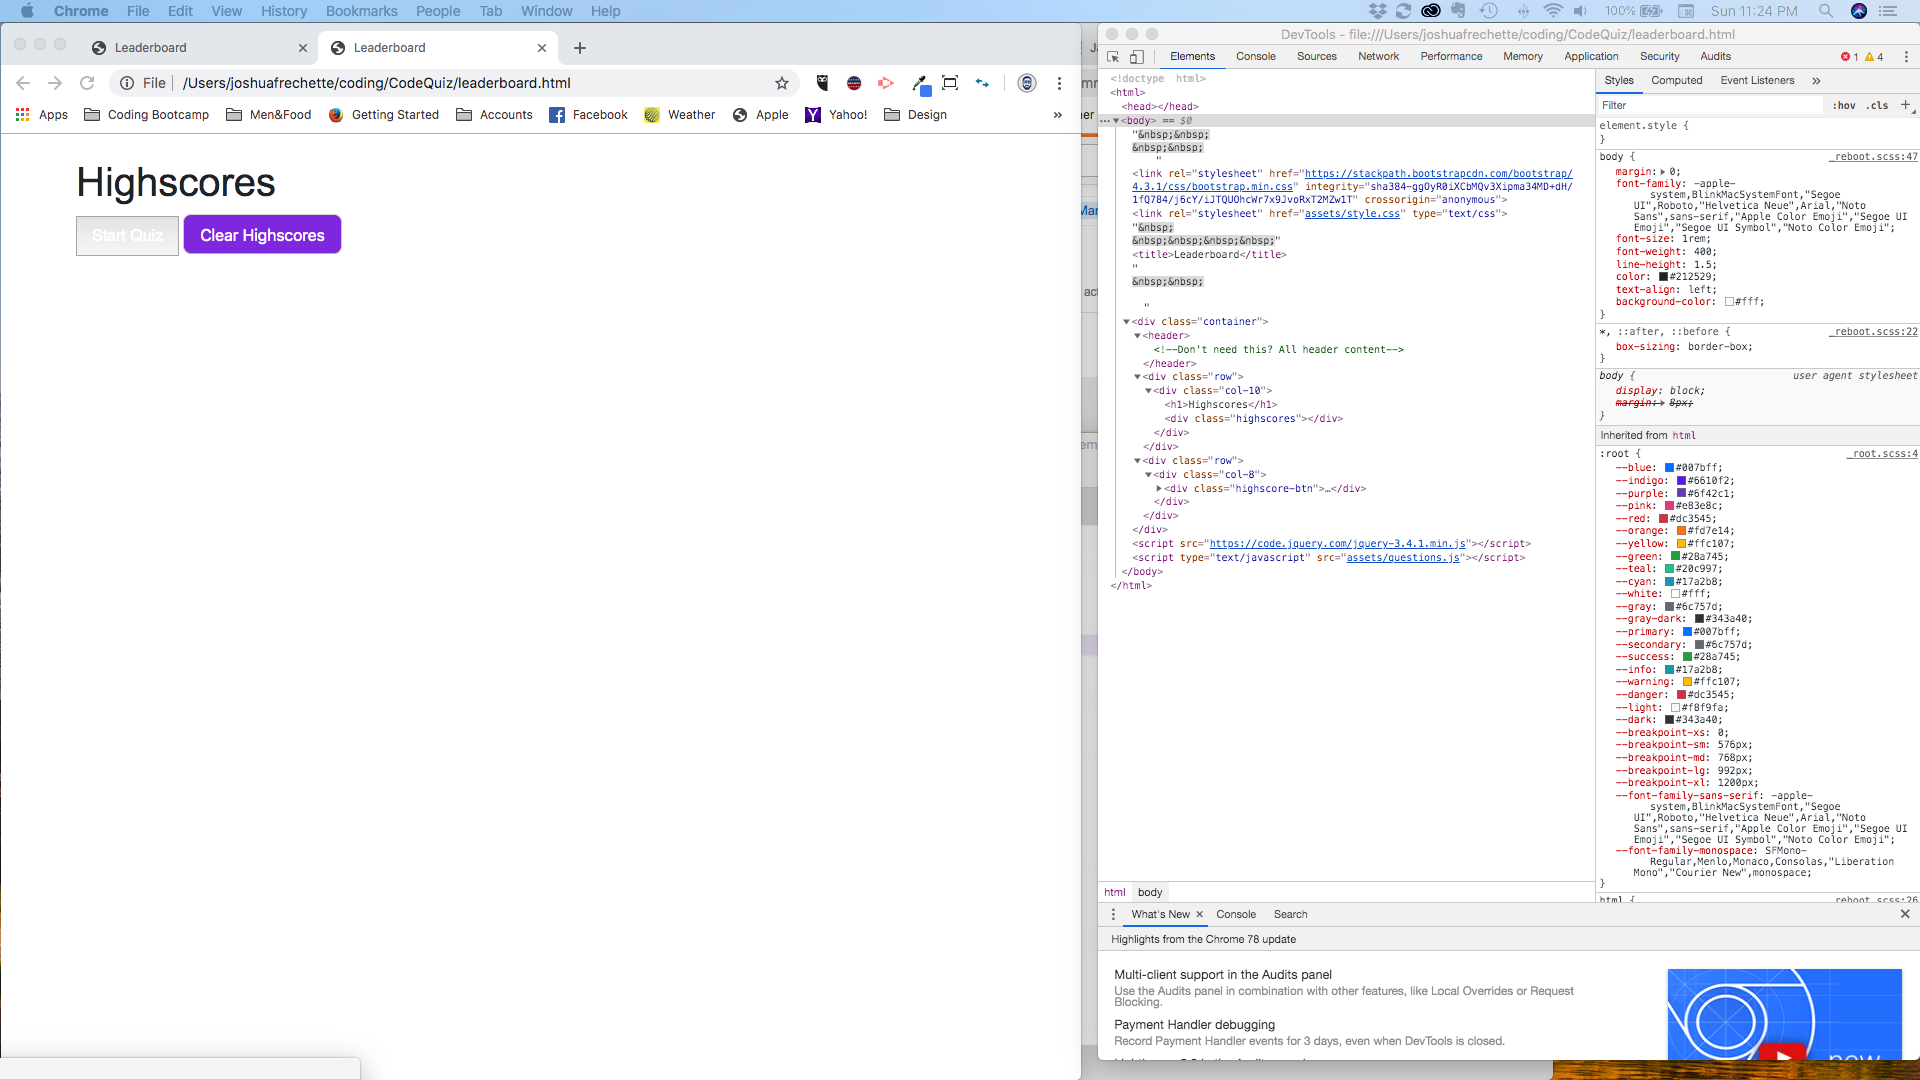 Chrome File Edit View History Bookmarks People Tab Window Help
100% Sun 11:24 PM
Leaderboard
Leaderboard
File /Users/joshuafrechette/coding/CodeQuiz/leaderboard.html
Apps Coding Bootcamp Men&Food Getting Started Accounts Facebook Weather Apple Yahoo! Design »
Highscores
Start Quiz Clear Highscores
DevTools - file:///Users/joshuafrechette/coding/CodeQuiz/leaderboard.html
Elements Console Sources Network Performance Memory Application Security Audits 1 4
<!doctype html>
<html>
<head></head>
<body> == $0
"&nbsp;&nbsp;
&nbsp;&nbsp;
"
<link rel="stylesheet" href="https://stackpath.bootstrapcdn.com/bootstrap/
4.3.1/css/bootstrap.min.css" integrity="sha384-ggOyR0iXCbMQv3Xipma34MD+dH/
1fQ784/j6cY/iJTQUOhcWr7x9JvoRxT2MZw1T" crossorigin="anonymous">
<link rel="stylesheet" href="assets/style.css" type="text/css">
"&nbsp;
&nbsp;&nbsp;&nbsp;&nbsp;"
<title>Leaderboard</title>
"
&nbsp;&nbsp;
"
<div class="container">
<header>
<!--Don't need this? All header content-->
</header>
<div class="row">
<div class="col-10">
<h1>Highscores</h1>
<div class="highscores"></div>
</div>
</div>
<div class="row">
<div class="col-8">
<div class="highscore-btn">…</div>
</div>
</div>
</div>
<script src="https://code.jquery.com/jquery-3.4.1.min.js"></script>
<script type="text/javascript" src="assets/questions.js"></script>
</body>
</html>
html body
Styles Computed Event Listeners »
Filter :hov .cls +
element.style {
}
body { _reboot.scss:47
margin: 0;
font-family: -apple-
system,BlinkMacSystemFont,"Segoe
UI",Roboto,"Helvetica Neue",Arial,"Noto
Sans",sans-serif,"Apple Color Emoji","Segoe UI
Emoji","Segoe UI Symbol","Noto Color Emoji";
font-size: 1rem;
font-weight: 400;
line-height: 1.5;
color: #212529;
text-align: left;
background-color: #fff;
}
*, ::after, ::before { _reboot.scss:22
box-sizing: border-box;
}
body { user agent stylesheet
display: block;
margin: 8px;
}
Inherited from html
:root { _root.scss:4
--blue: #007bff;
--indigo: #6610f2;
--purple: #6f42c1;
--pink: #e83e8c;
--red: #dc3545;
--orange: #fd7e14;
--yellow: #ffc107;
--green: #28a745;
--teal: #20c997;
--cyan: #17a2b8;
--white: #fff;
--gray: #6c757d;
--gray-dark: #343a40;
--primary: #007bff;
--secondary: #6c757d;
--success: #28a745;
--info: #17a2b8;
--warning: #ffc107;
--danger: #dc3545;
--light: #f8f9fa;
--dark: #343a40;
--breakpoint-xs: 0;
--breakpoint-sm: 576px;
--breakpoint-md: 768px;
--breakpoint-lg: 992px;
--breakpoint-xl: 1200px;
--font-family-sans-serif: -apple-
system,BlinkMacSystemFont,"Segoe
UI",Roboto,"Helvetica Neue",Arial,"Noto
Sans",sans-serif,"Apple Color Emoji","Segoe UI
Emoji","Segoe UI Symbol","Noto Color Emoji";
--font-family-monospace: SFMono-
Regular,Menlo,Monaco,Consolas,"Liberation
Mono","Courier New",monospace;
}
html { _reboot.scss:26
What's New Console Search
Highlights from the Chrome 78 update
Multi-client support in the Audits panel
Use the Audits panel in combination with other features, like Local Overrides or Request
Blocking.
Payment Handler debugging
Record Payment Handler events for 3 days, even when DevTools is closed.
new